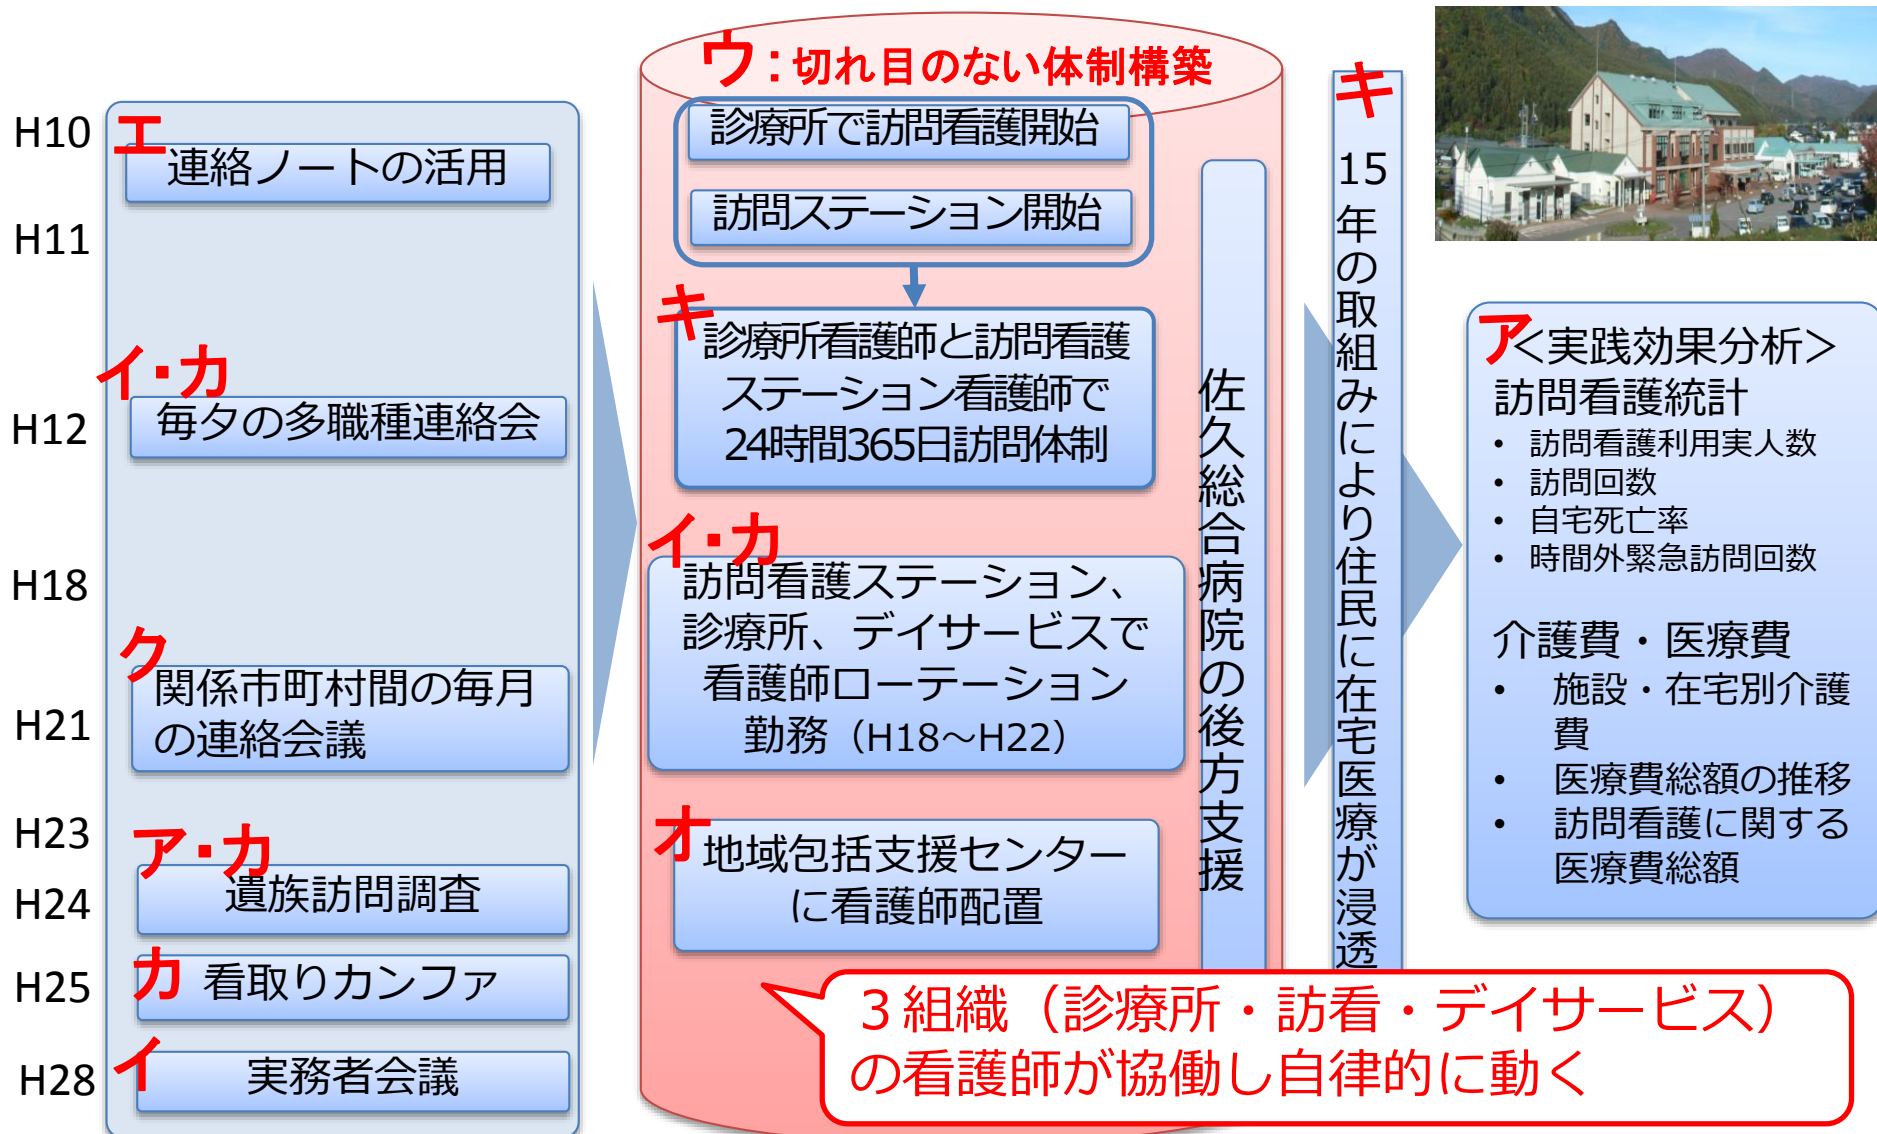 H10
エ
連絡ノートの活用
H11
イ・カ
H12
毎夕の多職種連絡会
H18
ク
関係市町村間の毎月
の連絡会議
H21
H23
ア・カ
遺族訪問調査
H24
カ
看取りカンファ
H25
イ
実務者会議
H28
ウ：切れ目のない体制構築
診療所で訪問看護開始
訪問ステーション開始
キ
診療所看護師と訪問看護
ステーション看護師で
24時間365日訪問体制
イ・カ
訪問看護ステーション、
診療所、デイサービスで
看護師ローテーション
勤務（H18～H22）
オ
地域包括支援センター
に看護師配置
佐久総合病院の後方支援
３組織（診療所・訪看・デイサービス）
の看護師が協働し自律的に動く
キ
15年の取組みにより住民に在宅医療が浸透
ア
＜実践効果分析＞
訪問看護統計
• 訪問看護利用実人数
• 訪問回数
• 自宅死亡率
• 時間外緊急訪問回数
介護費・医療費
• 施設・在宅別介護
費
• 医療費総額の推移
• 訪問看護に関する
医療費総額